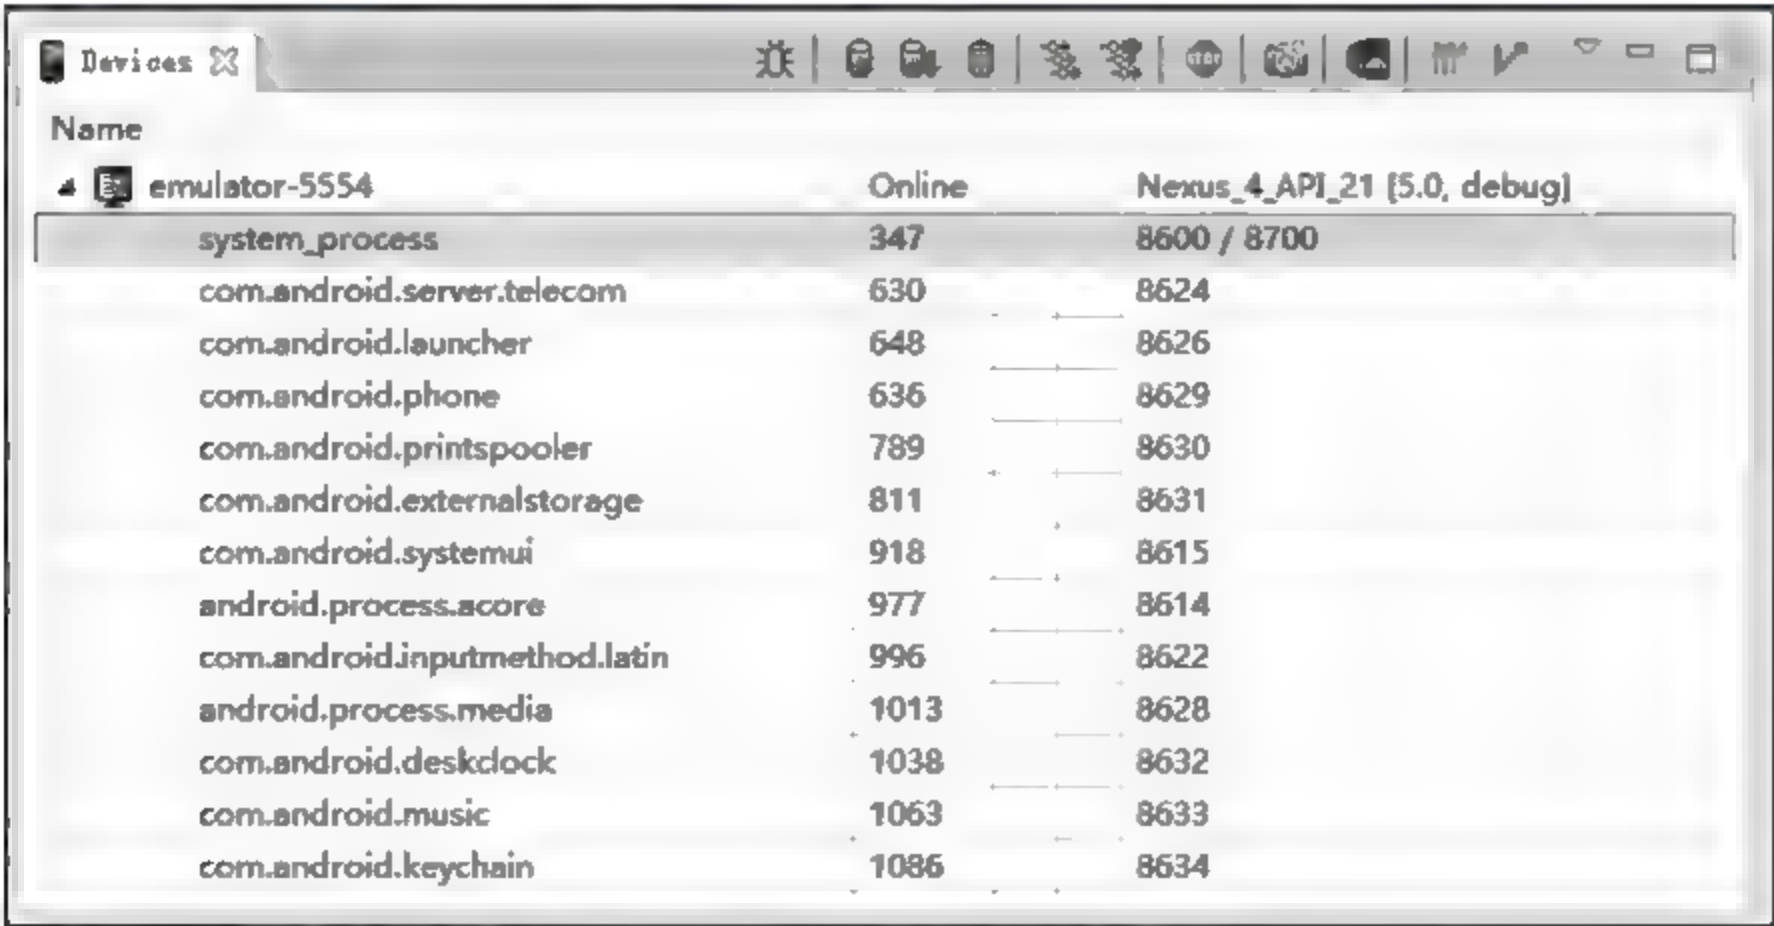 Devices
Name
emulator-5554 Online Nexus_4_API_21 [5.0, debug]
system_process 347 8600 / 8700
com.android.server.telecom 630 8624
com.android.launcher 648 8626
com.android.phone 636 8629
com.android.printspooler 789 8630
com.android.externalstorage 811 8631
com.android.systemui 918 8615
android.process.acore 977 8614
com.android.inputmethod.latin 996 8622
android.process.media 1013 8628
com.android.deskclock 1038 8632
com.android.music 1063 8633
com.android.keychain 1086 8634